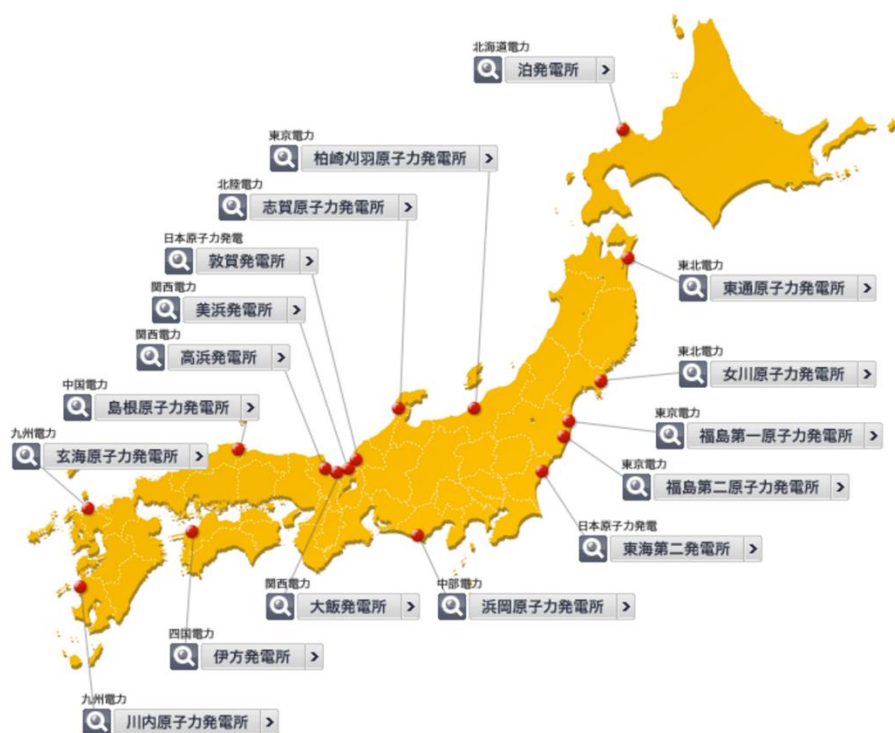 北海道電力
泊発電所
東京電力
柏崎刈羽原子力発電所
北陸電力
志賀原子力発電所
日本原子力発電
敦賀発電所
関西電力
美浜発電所
関西電力
高浜発電所
中国電力
島根原子力発電所
九州電力
玄海原子力発電所
東北電力
東通原子力発電所
東北電力
女川原子力発電所
東京電力
福島第一原子力発電所
東京電力
福島第二原子力発電所
日本原子力発電
東海第二発電所
関西電力
大飯発電所
中部電力
浜岡原子力発電所
四国電力
伊方発電所
九州電力
川内原子力発電所